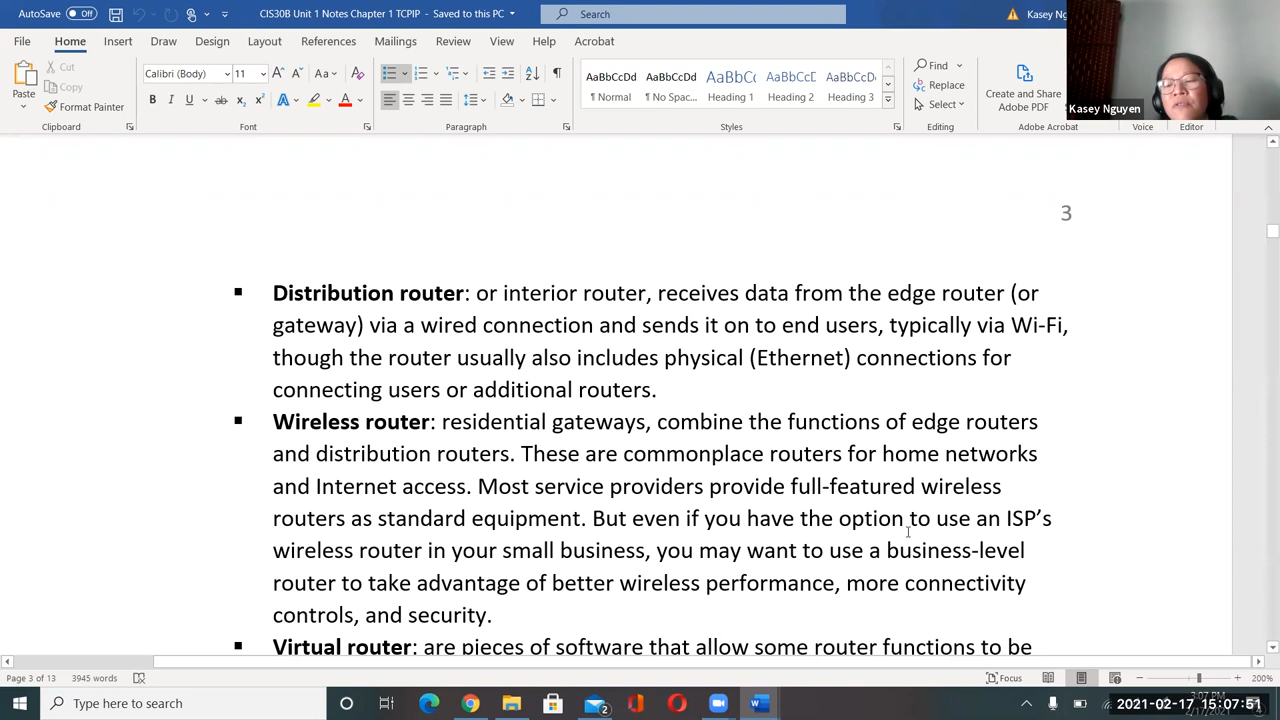 AutoSave Off CIS30B Unit 1 Notes Chapter 1 TCPIP - Saved to this PC Search Kasey Ng
File Home Insert Draw Design Layout References Mailings Review View Help Acrobat
Paste Cut Copy Format Painter
Calibri (Body) 11
AaBbCcDd AaBbCcDd AaBbCc AaBbCcD AaBbCcD
¶ Normal ¶ No Spac... Heading 1 Heading 2 Heading 3
Find Replace Select
Create and Share Adobe PDF
Kasey Nguyen
Clipboard Font Paragraph Styles Editing Adobe Acrobat Voice Editor
3
▪ Distribution router: or interior router, receives data from the edge router (or
gateway) via a wired connection and sends it on to end users, typically via Wi-Fi,
though the router usually also includes physical (Ethernet) connections for
connecting users or additional routers.
▪ Wireless router: residential gateways, combine the functions of edge routers
and distribution routers. These are commonplace routers for home networks
and Internet access. Most service providers provide full-featured wireless
routers as standard equipment. But even if you have the option to use an ISP’s
wireless router in your small business, you may want to use a business-level
router to take advantage of better wireless performance, more connectivity
controls, and security.
▪ Virtual router: are pieces of software that allow some router functions to be
Page 3 of 13 3945 words Focus 200%
Type here to search 2 2021-02-17 15:07:51